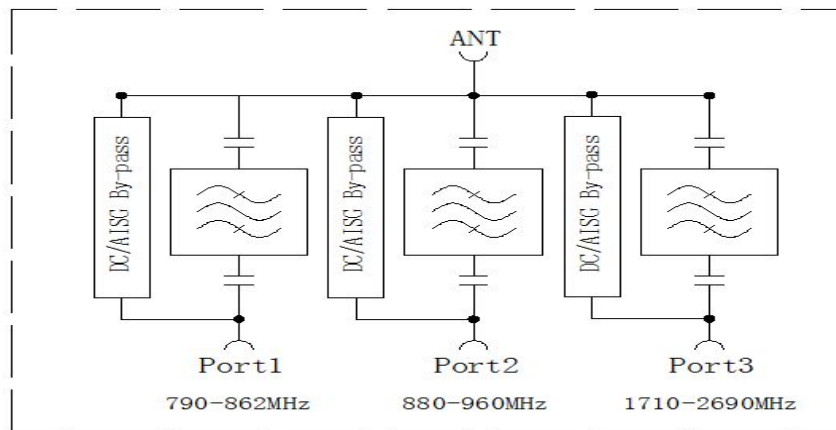 ANT
DC/AISG By-pass
DC/AISG By-pass
DC/AISG By-pass
Port1 Port2 Port3
790-862MHz 880-960MHz 1710-2690MHz